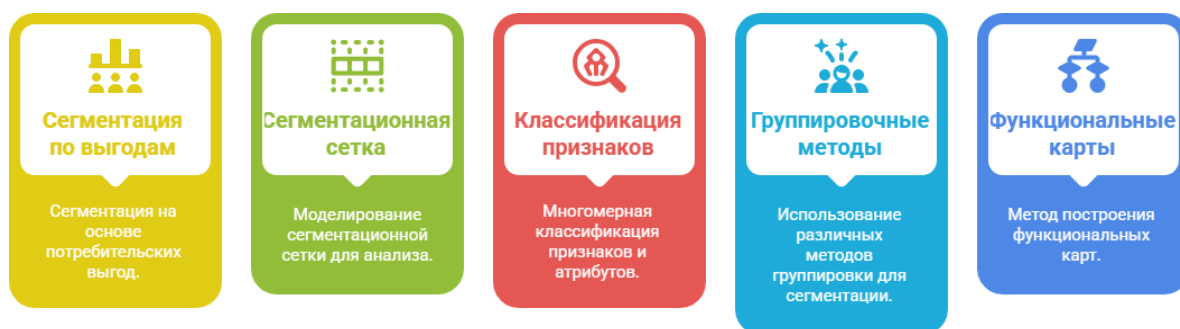 Сегментация
по выгодам
Сегментация на
основе
потребительских
выгод.
Сегментационная
сетка
Моделирование
сегментационной
сетки для анализа.
Классификация
признаков
Многомерная
классификация
признаков и
атрибутов.
Группировочные
методы
Использование
различных
методов
группировки для
сегментации.
Функциональные
карты
Метод построения
функциональных
карт.